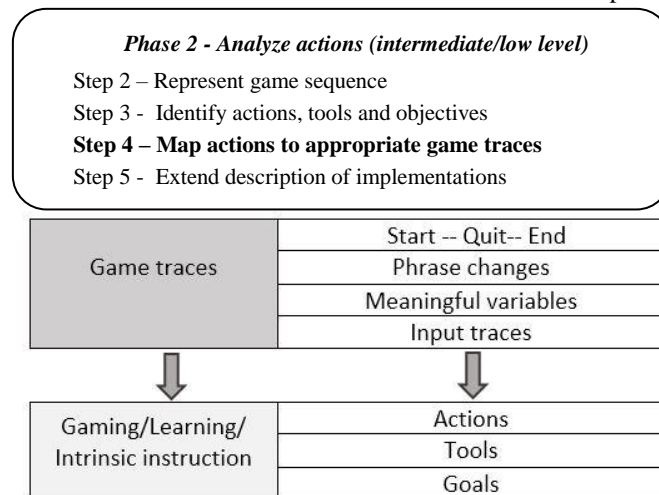 Phase 2 - Analyze actions (intermediate/low level)
Step 2 – Represent game sequence
Step 3 - Identify actions, tools and objectives
Step 4 – Map actions to appropriate game traces
Step 5 - Extend description of implementations
Game traces
Start -- Quit-- End
Phrase changes
Meaningful variables
Input traces
Gaming/Learning/
Intrinsic instruction
Actions
Tools
Goals